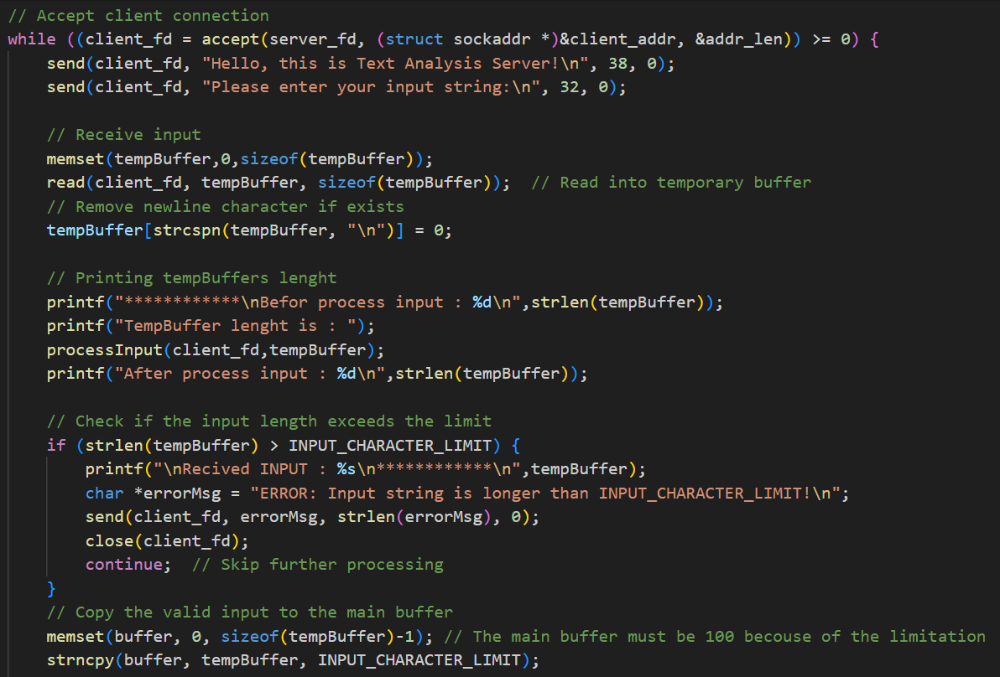 // Accept client connection
while ((client_fd = accept(server_fd, (struct sockaddr *)&client_addr, &addr_len)) >= 0) {
    send(client_fd, "Hello, this is Text Analysis Server!\n", 38, 0);
    send(client_fd, "Please enter your input string:\n", 32, 0);

    // Receive input
    memset(tempBuffer,0,sizeof(tempBuffer));
    read(client_fd, tempBuffer, sizeof(tempBuffer));  // Read into temporary buffer
    // Remove newline character if exists
    tempBuffer[strcspn(tempBuffer, "\n")] = 0;

    // Printing tempBuffers lenght
    printf("************\nBefor process input : %d\n",strlen(tempBuffer));
    printf("TempBuffer lenght is : ");
    processInput(client_fd,tempBuffer);
    printf("After process input : %d\n",strlen(tempBuffer));

    // Check if the input length exceeds the limit
    if (strlen(tempBuffer) > INPUT_CHARACTER_LIMIT) {
        printf("\nRecived INPUT : %s\n************\n",tempBuffer);
        char *errorMsg = "ERROR: Input string is longer than INPUT_CHARACTER_LIMIT!\n";
        send(client_fd, errorMsg, strlen(errorMsg), 0);
        close(client_fd);
        continue;  // Skip further processing
    }
    // Copy the valid input to the main buffer
    memset(buffer, 0, sizeof(tempBuffer)-1); // The main buffer must be 100 becouse of the limitation
    strncpy(buffer, tempBuffer, INPUT_CHARACTER_LIMIT);